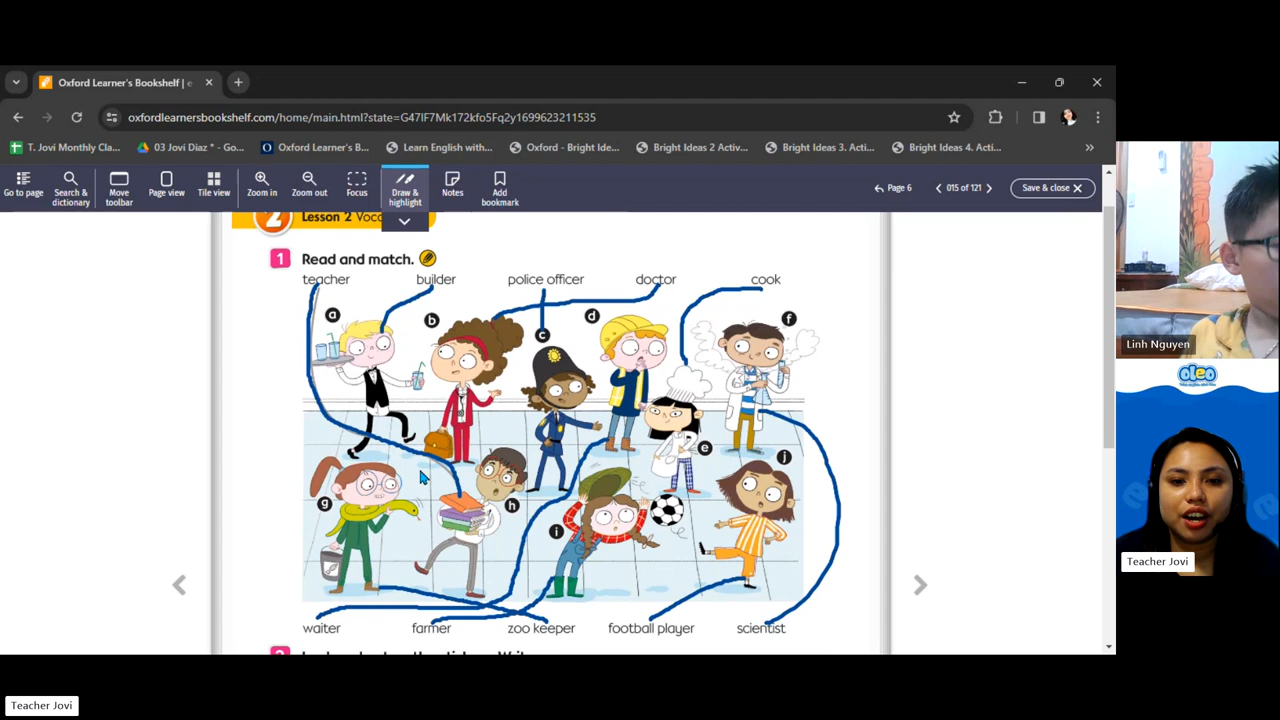 Oxford Learner's Bookshelf | e
oxfordlearnersbookshelf.com/home/main.html?state=G47lF7Mk172kfo5Fq2y1699623211535
T. Jovi Monthly Cla...
03 Jovi Diaz * - Go...
Oxford Learner's B...
Learn English with...
Oxford - Bright Ide...
Bright Ideas 2 Activ...
Bright Ideas 3. Activ...
Bright Ideas 4. Acti...
Go to page
Search & dictionary
Move toolbar
Page view
Tile view
Zoom in
Zoom out
Focus
Draw & highlight
Notes
Add bookmark
Page 6
015 of 121
Save & close
2 Lesson 2 Voca
1 Read and match.
teacher builder police officer doctor cook
a
b
c
d
f
e
g
h
i
j
waiter farmer zoo keeper football player scientist
Linh Nguyen
oleo
Teacher Jovi
Teacher Jovi